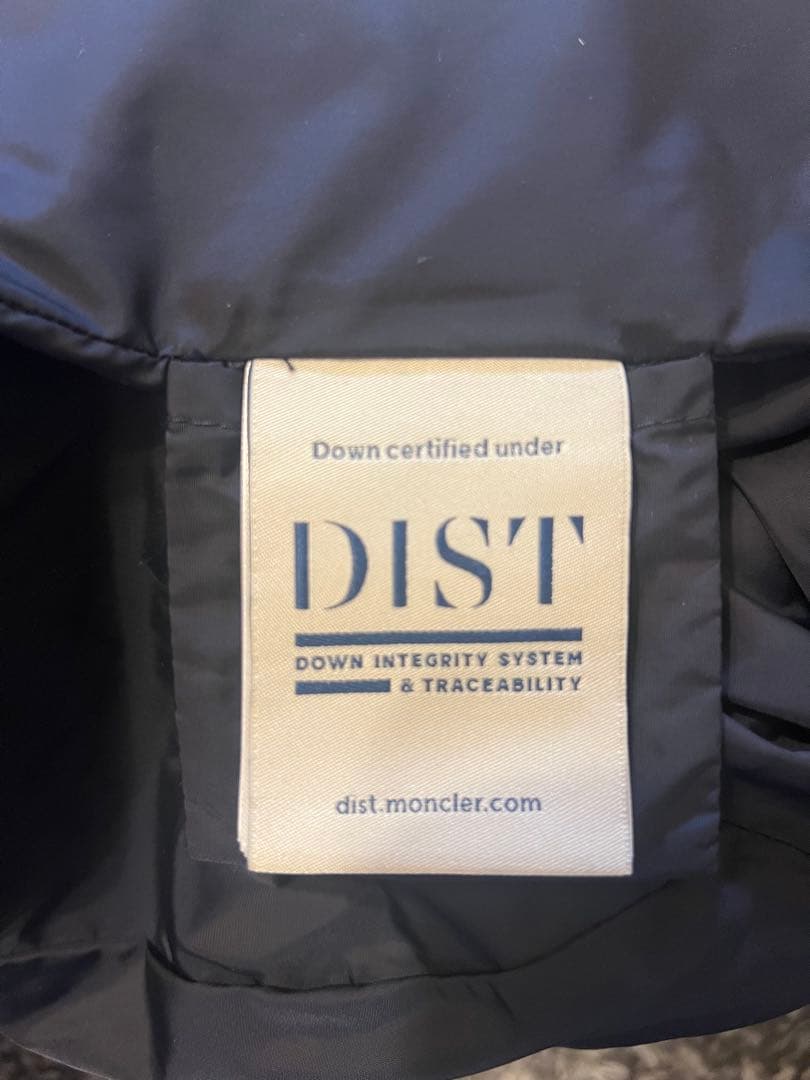 Down certified under
DIST
DOWN INTEGRITY SYSTEM
& TRACEABILITY
dist.moncler.com